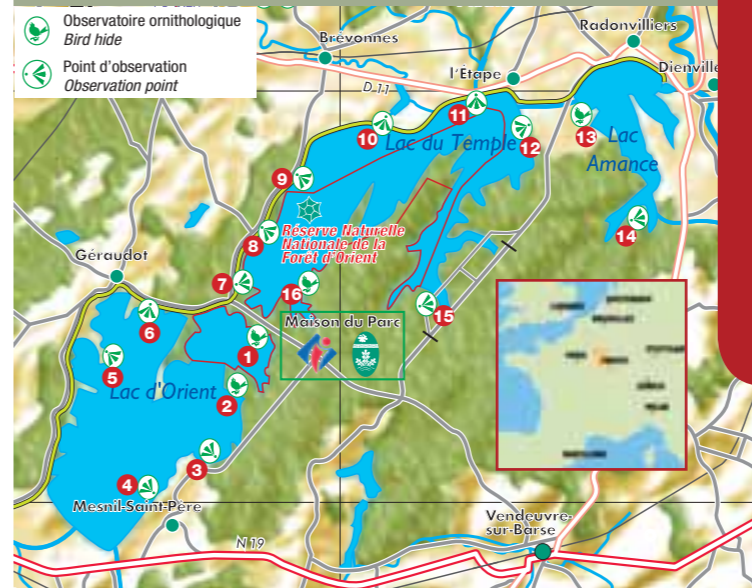 Observatoire ornithologique
Bird hide
Point d'observation
Observation point
Brévonnes
Radonvilliers
Dienville
l'Étape
D 11
11
10
Lac du Temple
12
13
Lac
Amance
9
14
Réserve Naturelle
Nationale de la
Forêt d'Orient
8
Géraudot
7
16
15
Maison du Parc
6
1
5
Lac d'Orient
2
3
4
Mesnil-Saint-Père
Vendeuvre-
sur-Barse
N 19